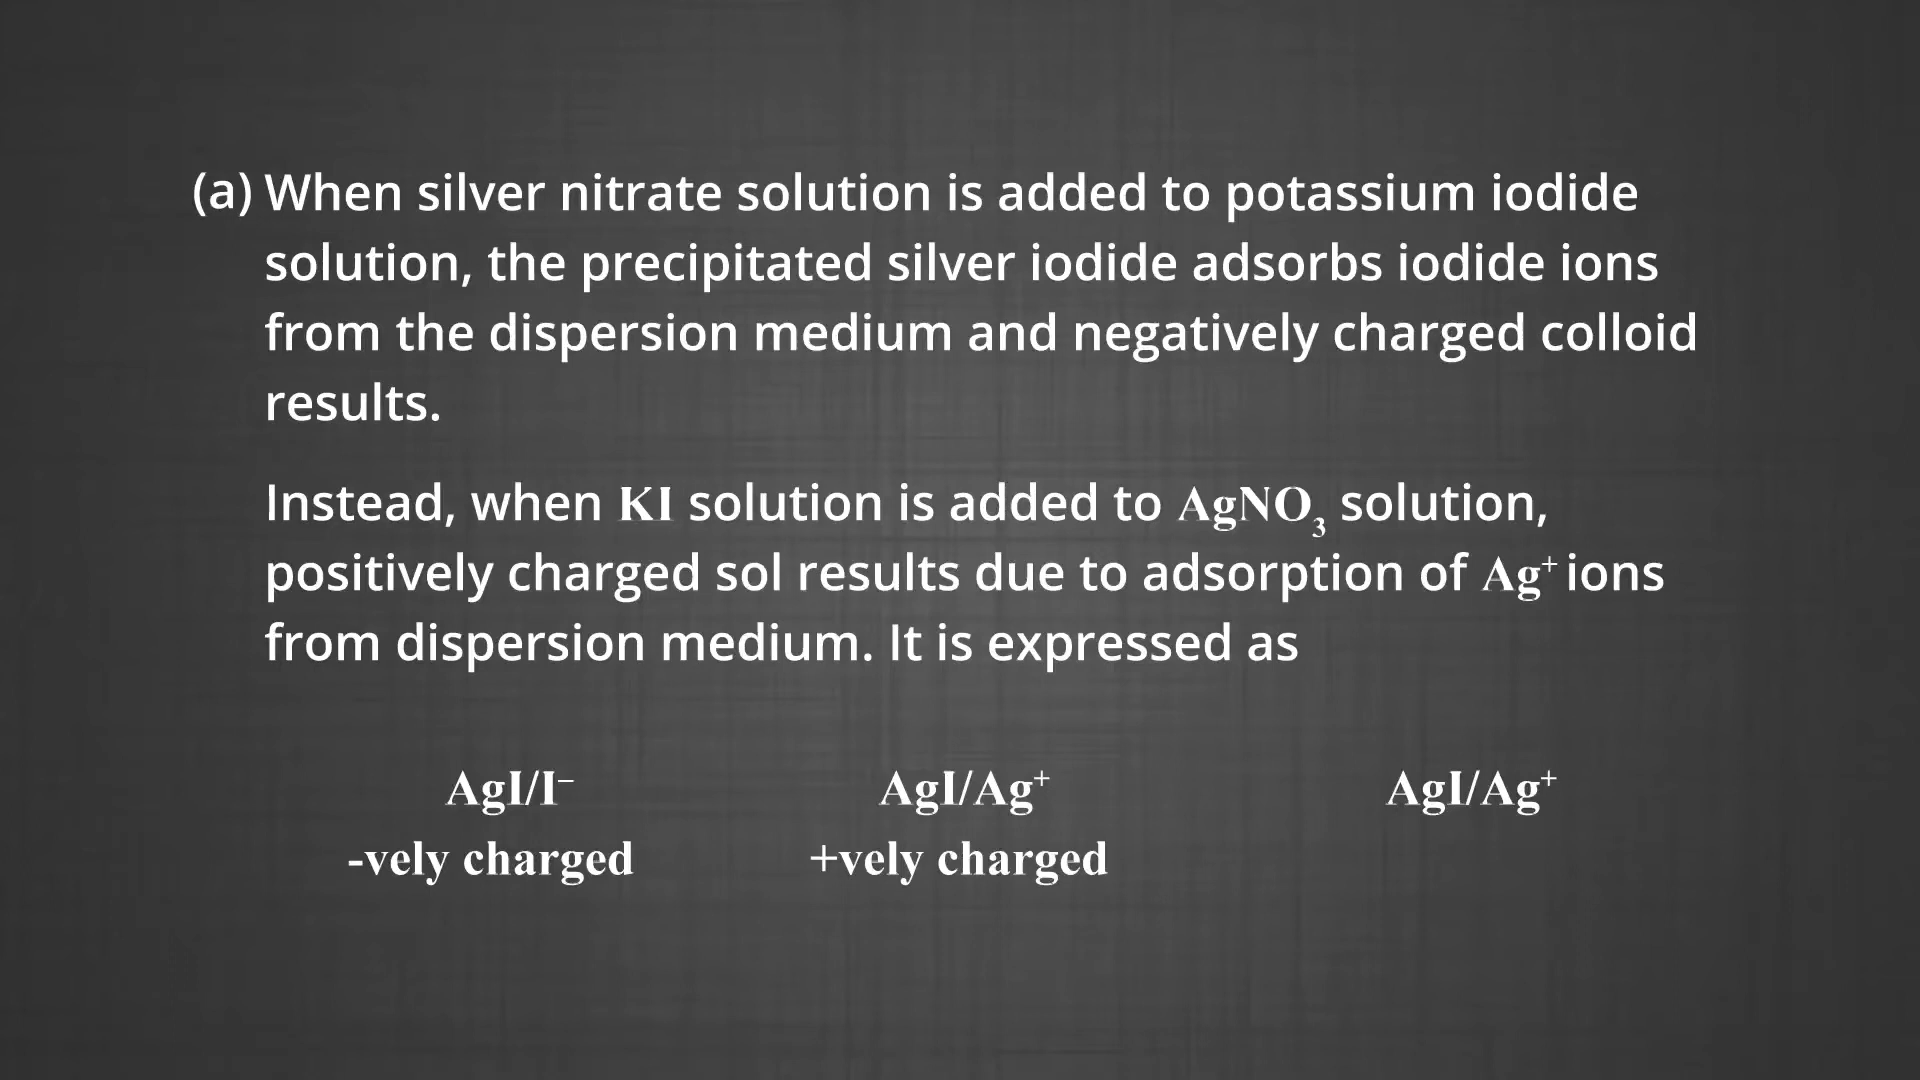 (a) When silver nitrate solution is added to potassium iodide
solution, the precipitated silver iodide adsorbs iodide ions
from the dispersion medium and negatively charged colloid
results.
Instead, when KI solution is added to AgNO₃ solution,
positively charged sol results due to adsorption of Ag⁺ ions
from dispersion medium. It is expressed as
AgI/I⁻ AgI/Ag⁺ AgI/Ag⁺
-vely charged +vely charged